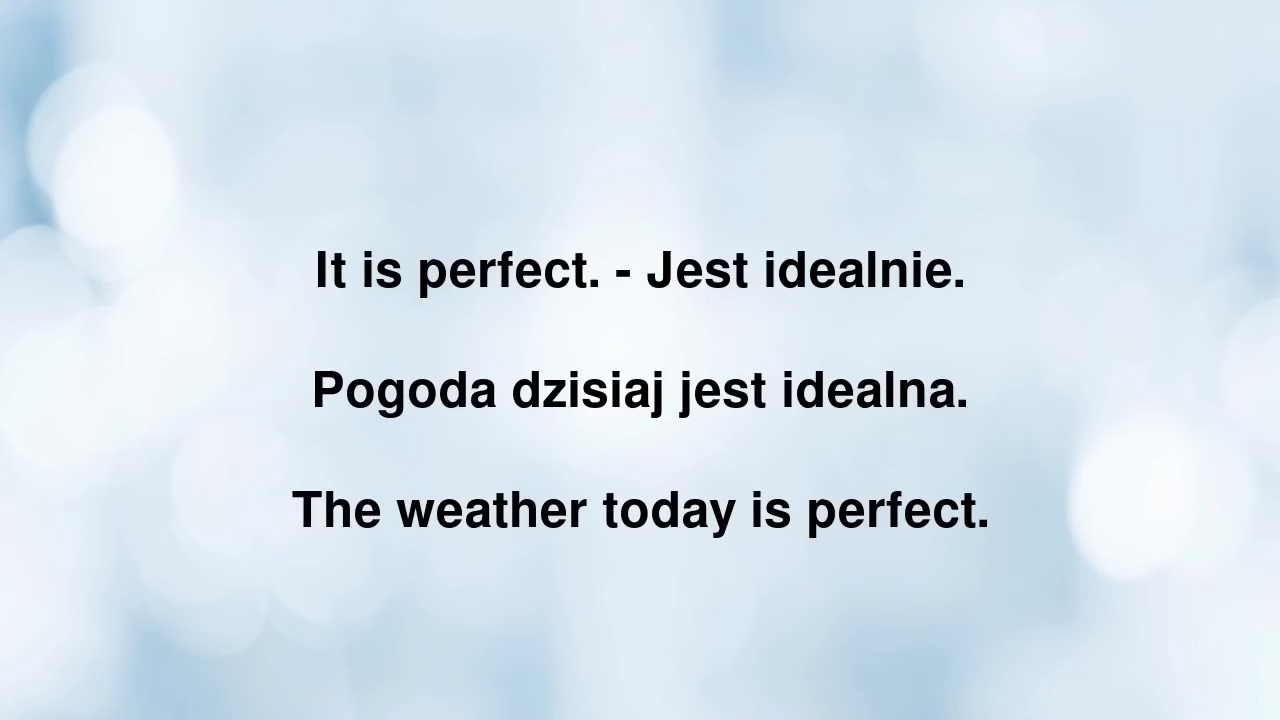 It is perfect. - Jest idealnie.
Pogoda dzisiaj jest idealna.
The weather today is perfect.